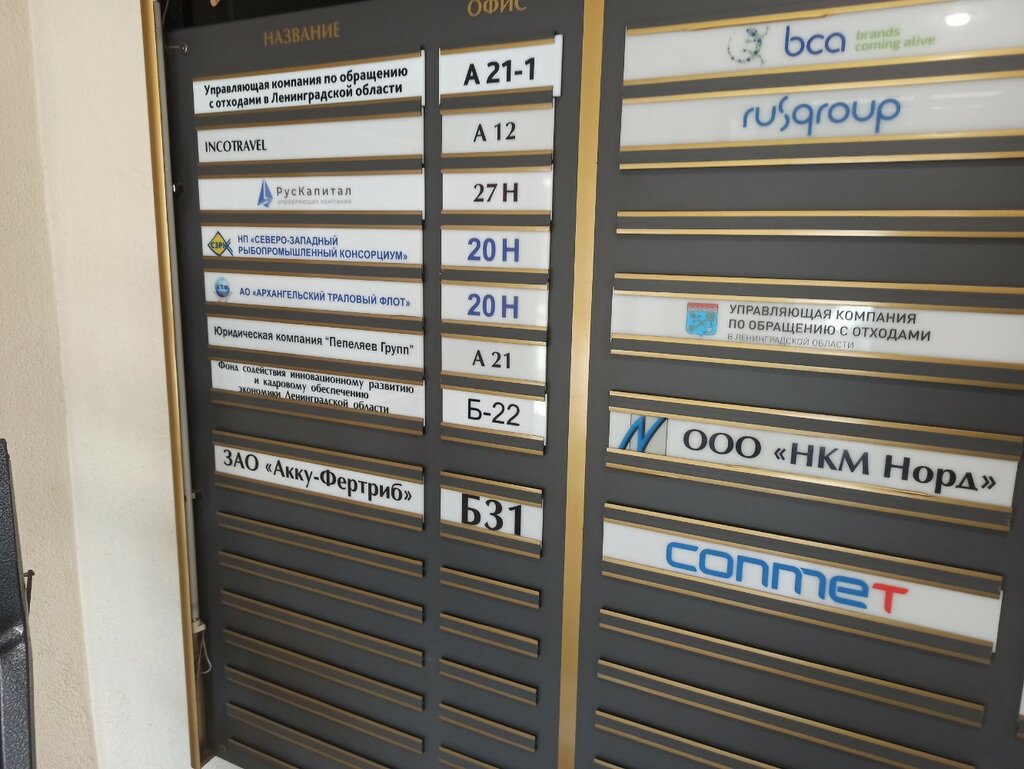 НАЗВАНИЕ
ОФИС
Управляющая компания по обращению
с отходами в Ленинградской области
А 21-1
INCOTRAVEL
А 12
РусКапитал
управляющая компания
27 Н
СЗРК
НП «СЕВЕРО-ЗАПАДНЫЙ
РЫБОПРОМЫШЛЕННЫЙ КОНСОРЦИУМ»
20 Н
АТФ
АО «АРХАНГЕЛЬСКИЙ ТРАЛОВЫЙ ФЛОТ»
20 Н
Юридическая компания "Пепеляев Групп"
А 21
Фонд содействия инновационному развитию
и кадровому обеспечению
экономики Ленинградской области
Б-22
ЗАО «Акку-Фертриб»
Б31
bca
brands
coming alive
rusgroup
УПРАВЛЯЮЩАЯ КОМПАНИЯ
ПО ОБРАЩЕНИЮ С ОТХОДАМИ
В ЛЕНИНГРАДСКОЙ ОБЛАСТИ
ООО «НКМ Норд»
conmet